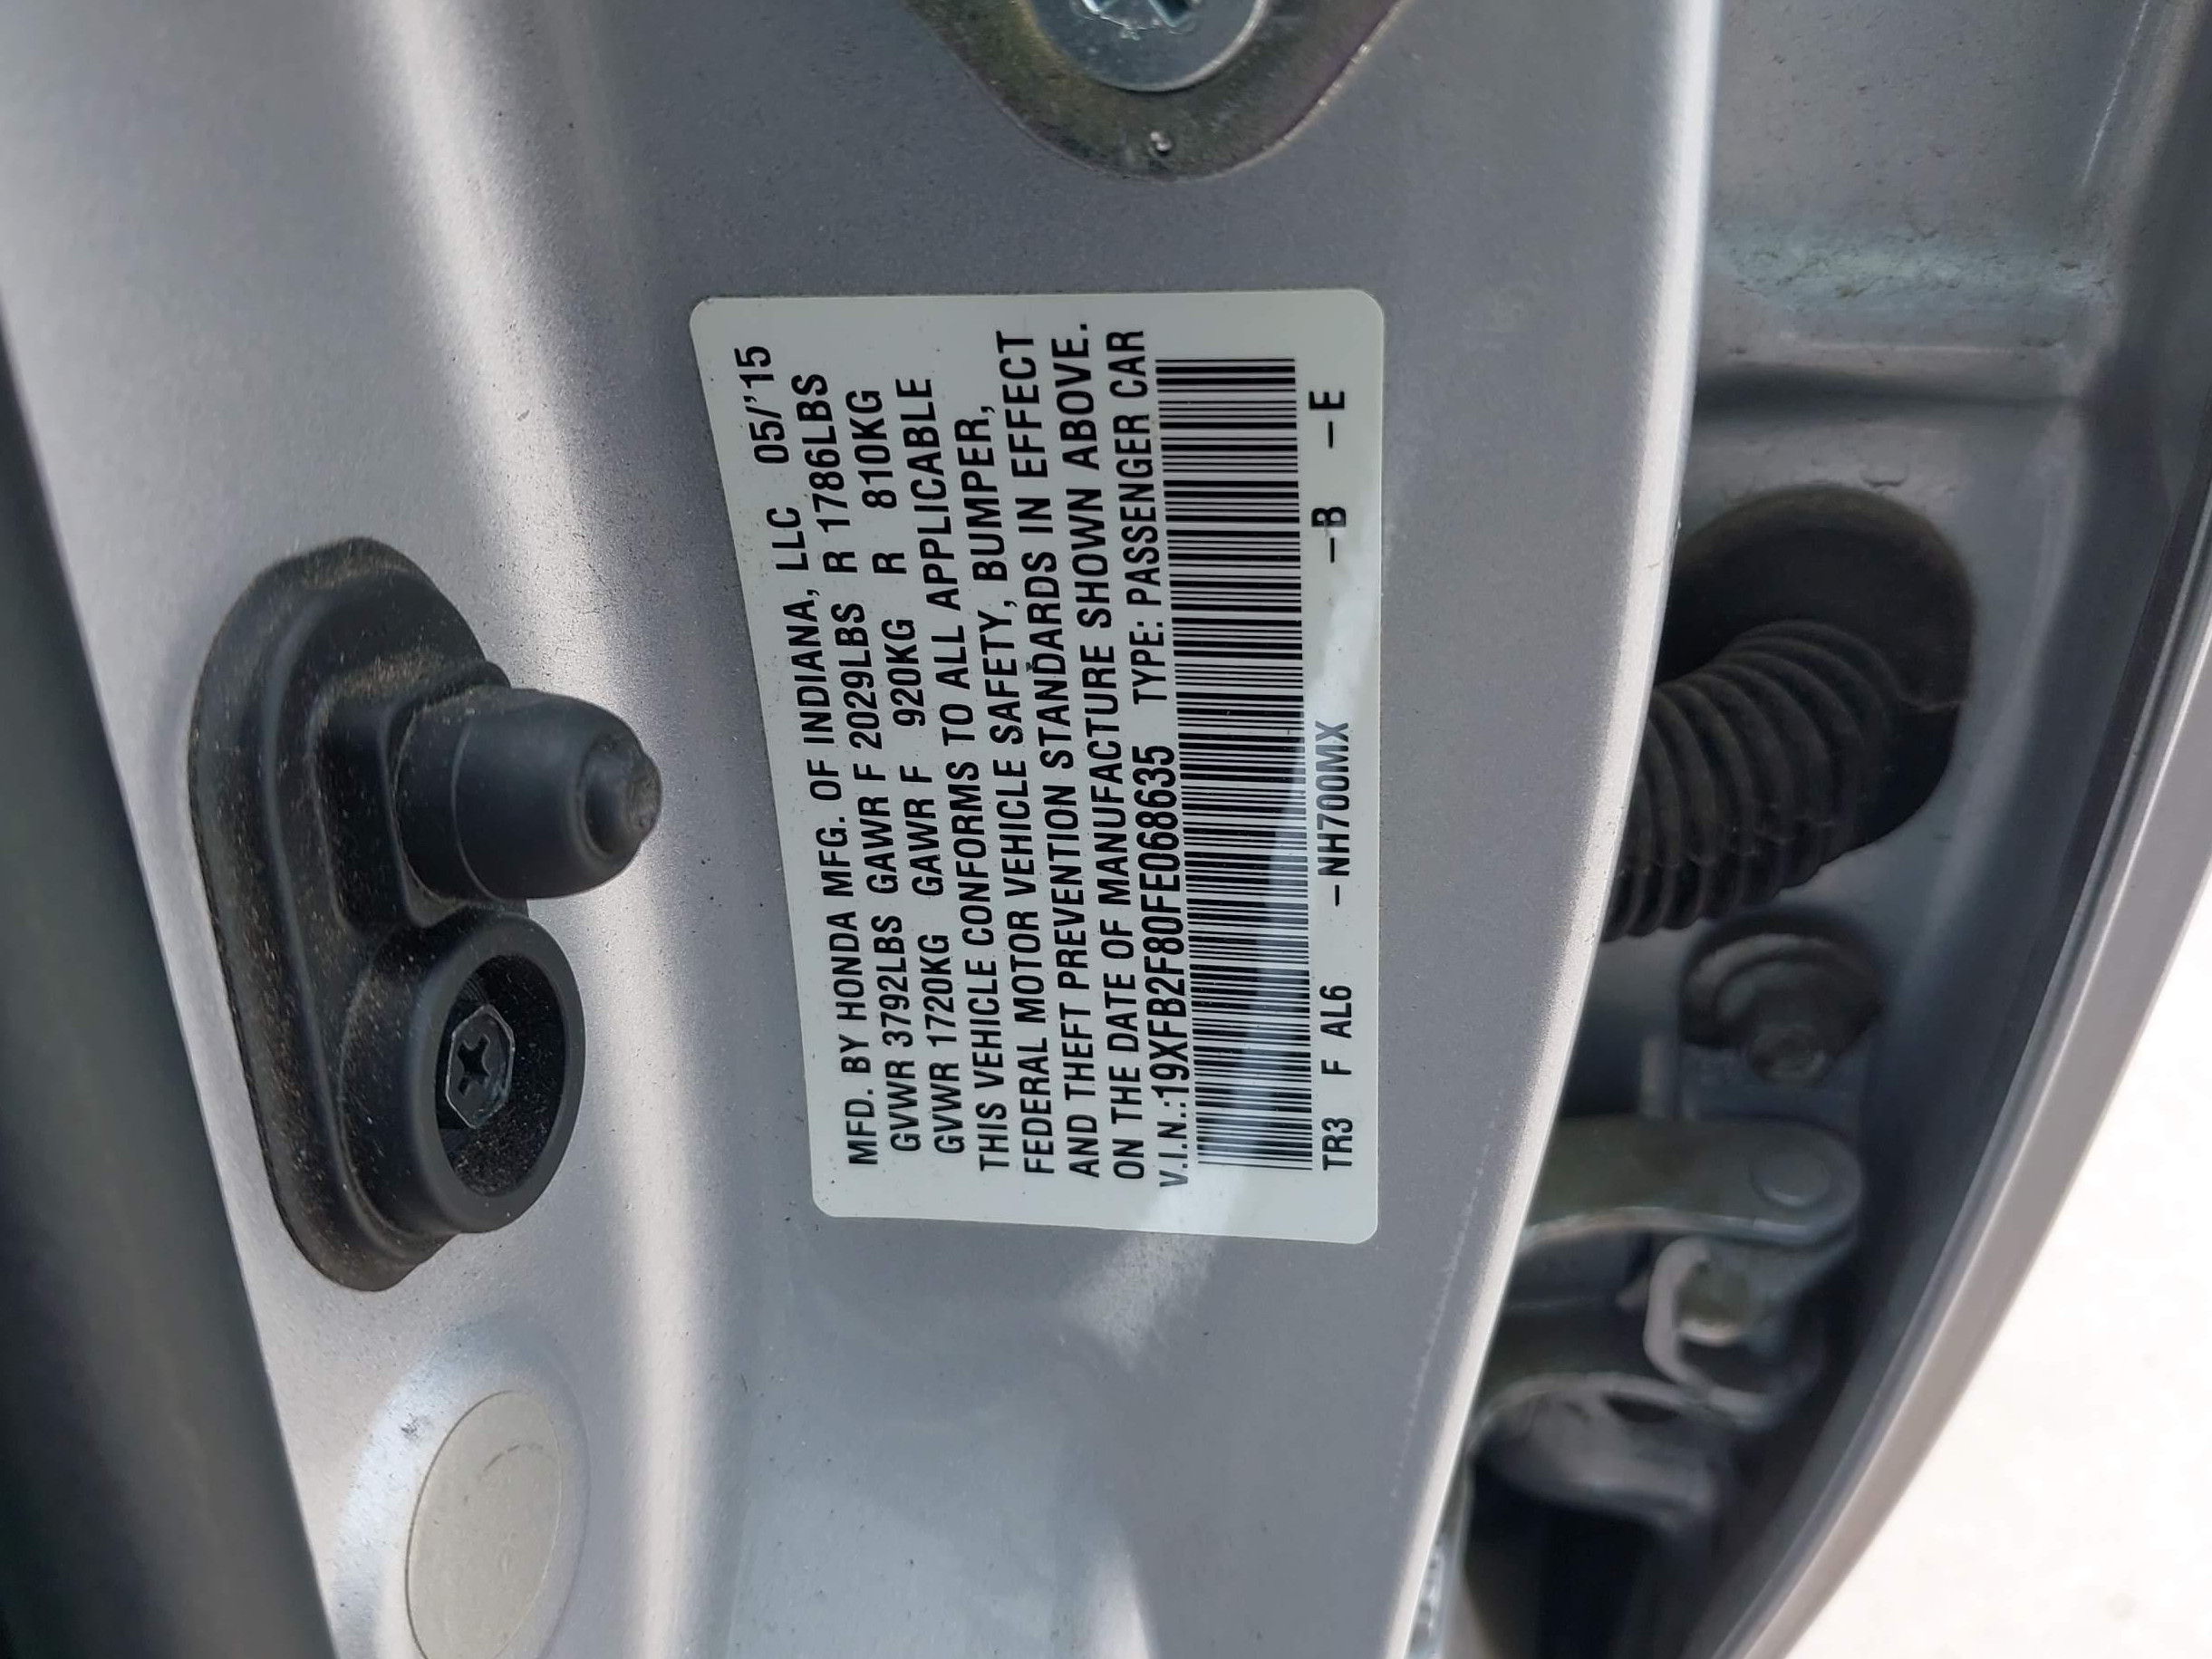 MFD. BY HONDA MFG. OF INDIANA, LLC 05/'15
GVWR 3792LBS GAWR F 2029LBS R 1786LBS
GVWR 1720KG GAWR F 920KG R 810KG
THIS VEHICLE CONFORMS TO ALL APPLICABLE
FEDERAL MOTOR VEHICLE SAFETY, BUMPER,
AND THEFT PREVENTION STANDARDS IN EFFECT
ON THE DATE OF MANUFACTURE SHOWN ABOVE.
V.I.N.:19XFB2F80FE068635 TYPE: PASSENGER CAR
TR3 F AL6 -NH700MX -B -E